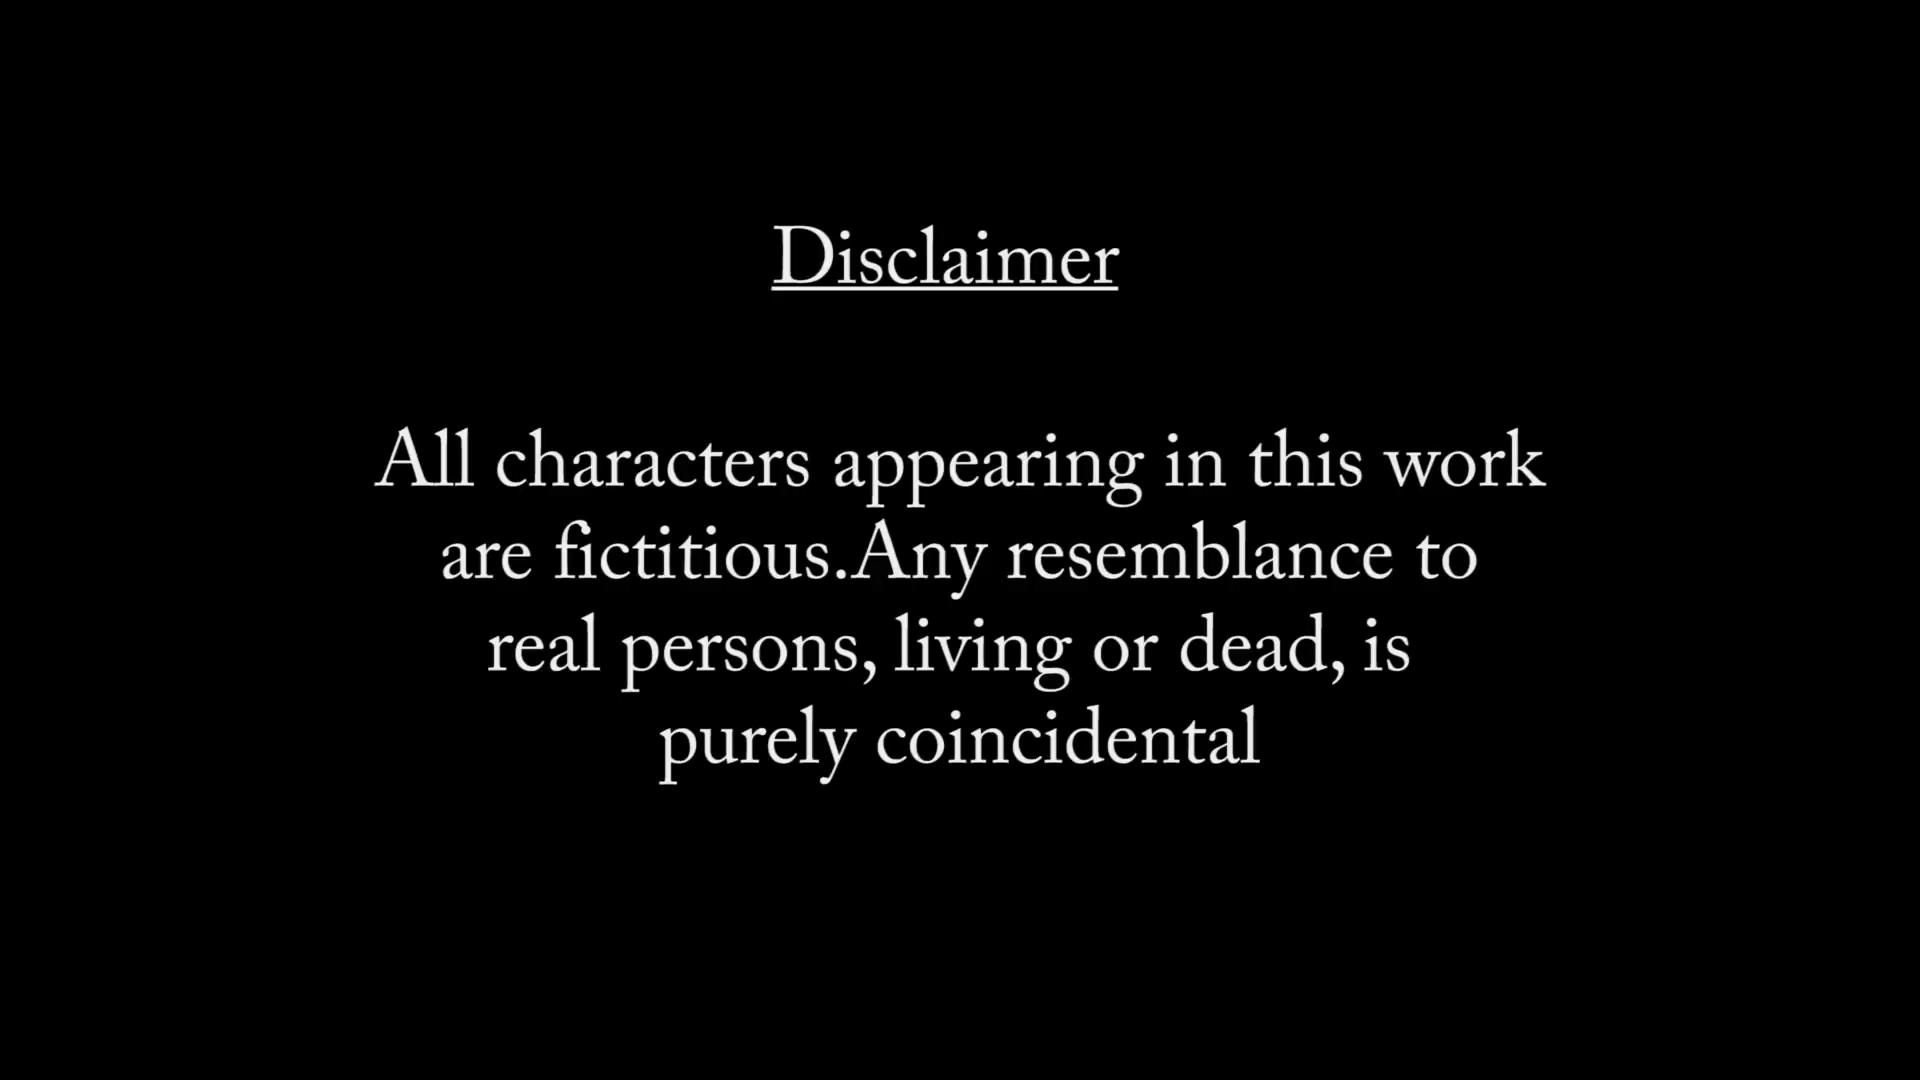 Disclaimer
All characters appearing in this work
are fictitious.Any resemblance to
real persons, living or dead, is
purely coincidental